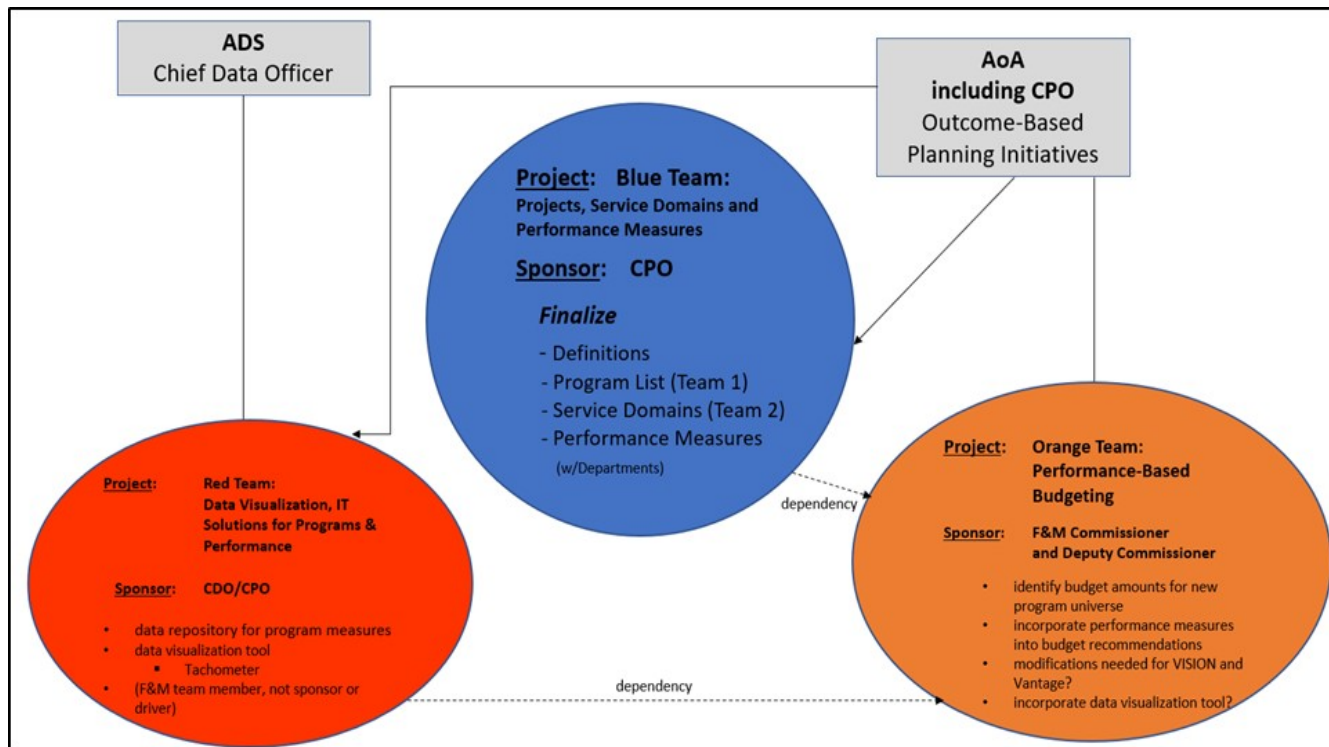 ADS
Chief Data Officer
AoA
including CPO
Outcome-Based
Planning Initiatives
Project: Blue Team:
Projects, Service Domains and
Performance Measures
Sponsor: CPO
Finalize
- Definitions
- Program List (Team 1)
- Service Domains (Team 2)
- Performance Measures
(w/Departments)
dependency
Project: Red Team:
Data Visualization, IT
Solutions for Programs &
Performance
Sponsor: CDO/CPO
• data repository for program measures
• data visualization tool
▪ Tachometer
• (F&M team member, not sponsor or
driver)
dependency
Project: Orange Team:
Performance-Based
Budgeting
Sponsor: F&M Commissioner
and Deputy Commissioner
• identify budget amounts for new
program universe
• incorporate performance measures
into budget recommendations
• modifications needed for VISION and
Vantage?
• incorporate data visualization tool?